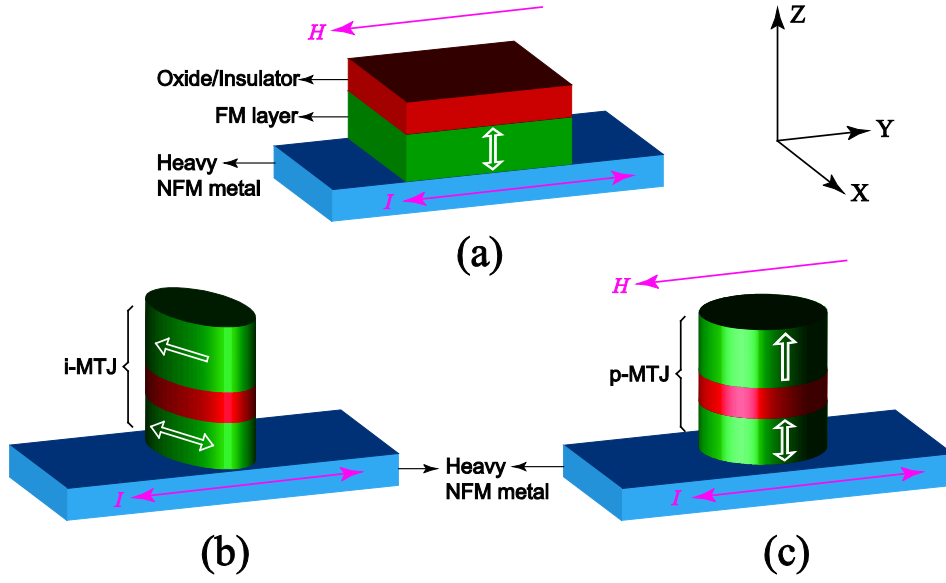 H
Z
Y
X
Oxide/Insulator
FM layer
Heavy
NFM metal
I
(a)
H
i-MTJ
p-MTJ
Heavy
NFM metal
I
I
(b)
(c)